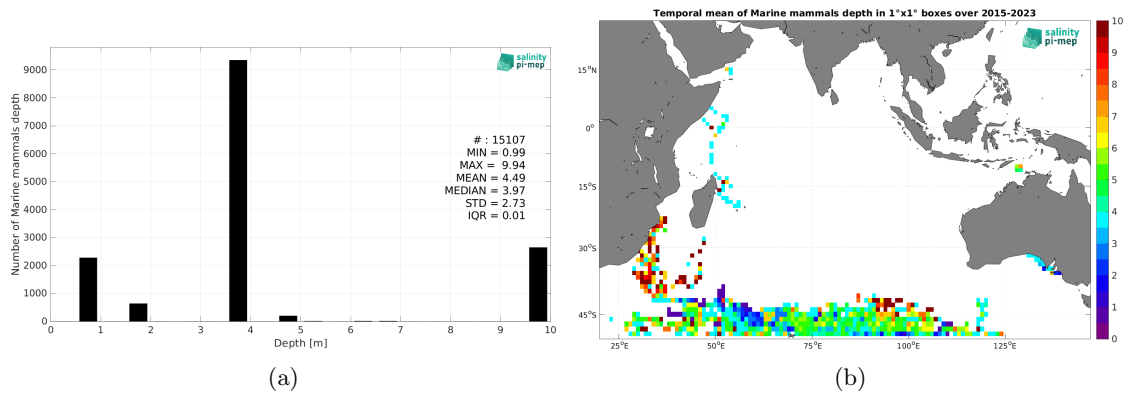 salinity
pi-mep
# : 15107
MIN = 0.99
MAX = 9.94
MEAN = 4.49
MEDIAN = 3.97
STD = 2.73
IQR = 0.01
Number of Marine mammals depth
9000
8000
7000
6000
5000
4000
3000
2000
1000
0
0 1 2 3 4 5 6 7 8 9 10
Depth [m]
(a)
Temporal mean of Marine mammals depth in 1°x1° boxes over 2015-2023
salinity
pi-mep
15°N
0°
15°S
30°S
45°S
25°E 50°E 75°E 100°E 125°E
10
9
8
7
6
5
4
3
2
1
0
(b)